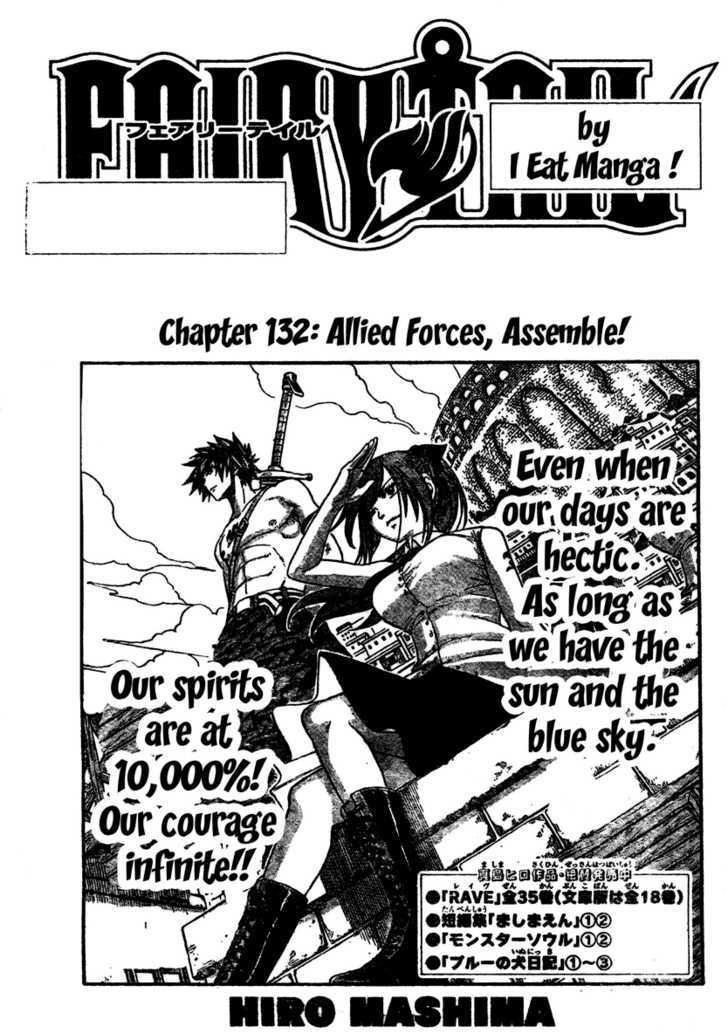 FAIRY TAIL
「フェアリーテイル」
by
I Eat Manga !
Chapter 132: Allied Forces, Assemble!
Even when
our days are
hectic.
As long as
we have the
sun and the
blue sky.
Our spirits
are at
10,000%!
Our courage
infinite!!
真島ヒロ作品・絶賛発売中
●「RAVE」全35巻(文庫版は全18巻)
●短編集「ましまえん」①②
●「モンスターソウル」①②
●「プルーの犬日記」①〜③
HIRO MASHIMA